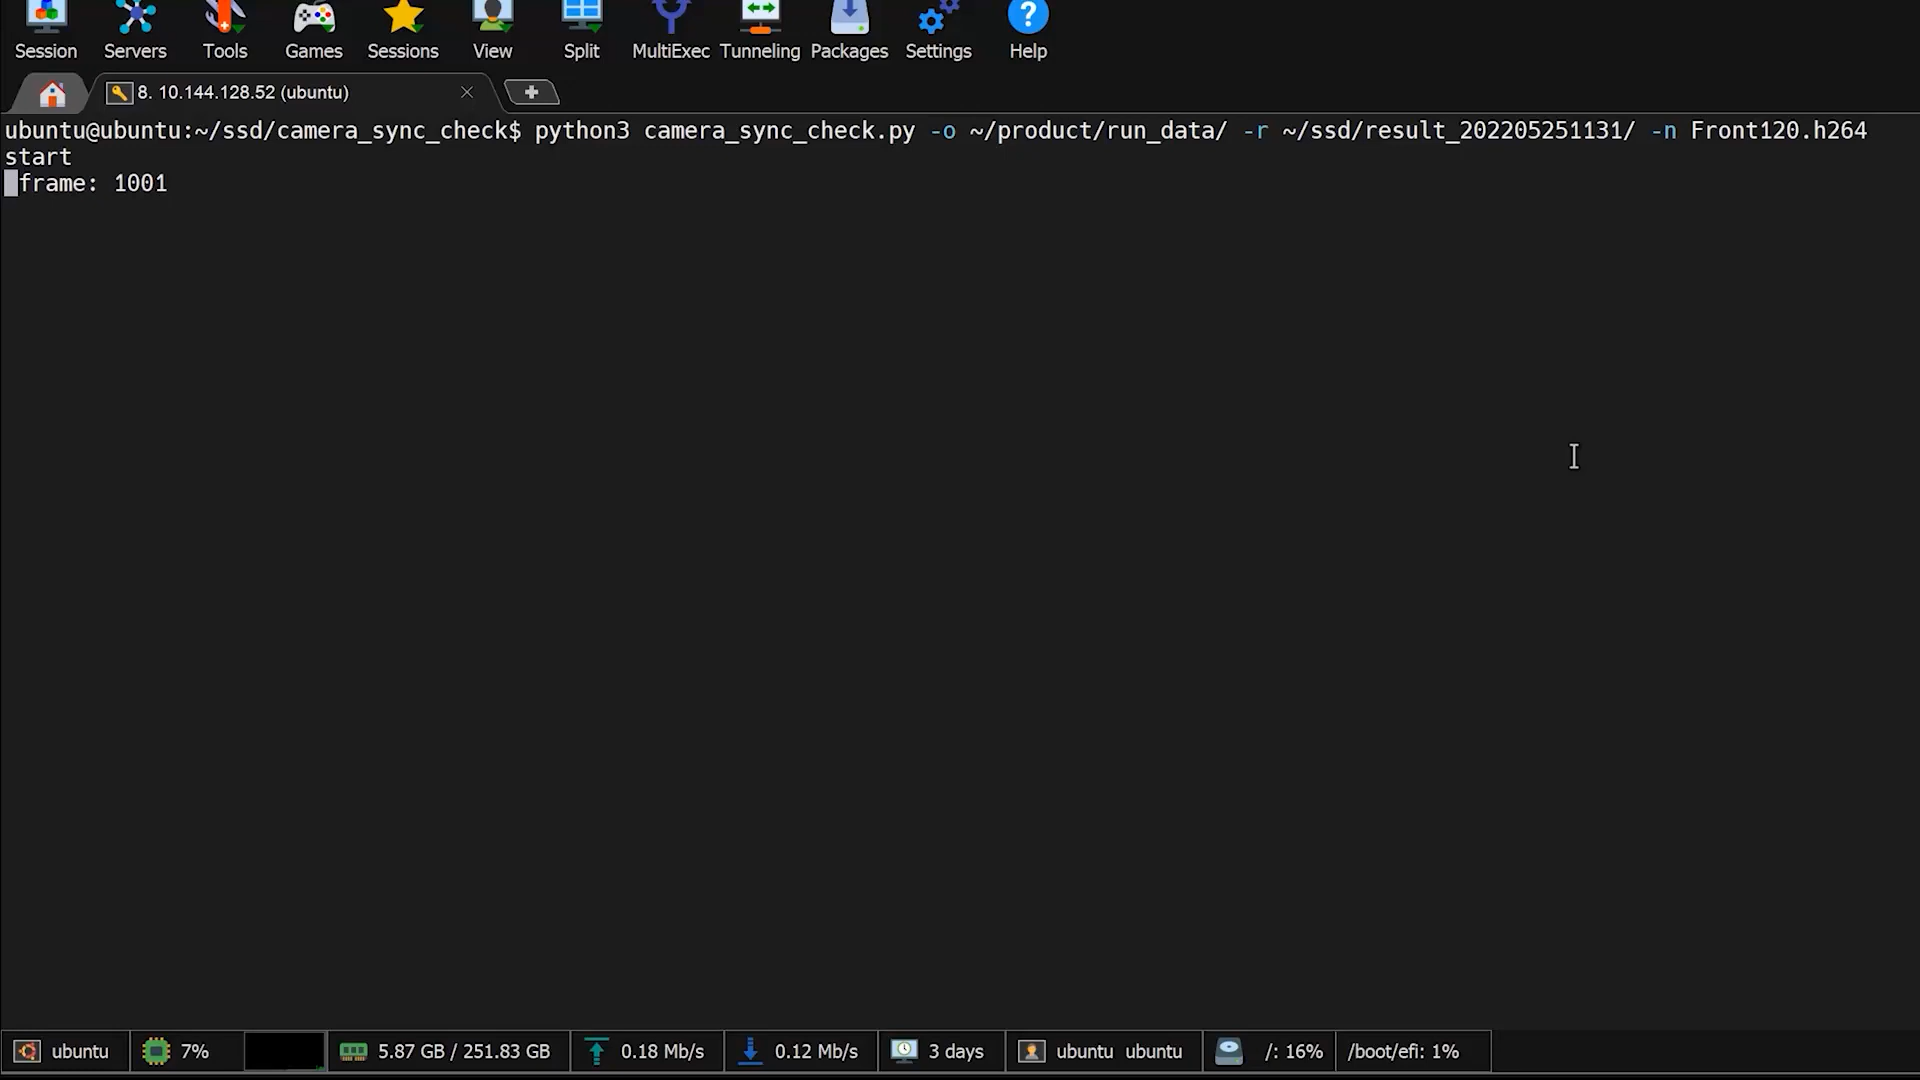 Session Servers Tools Games Sessions View Split MultiExec Tunneling Packages Settings Help
8. 10.144.128.52 (ubuntu)
ubuntu@ubuntu:~/ssd/camera_sync_check$ python3 camera_sync_check.py -o ~/product/run_data/ -r ~/ssd/result_202205251131/ -n Front120.h264
start
frame: 1001
ubuntu 7% 5.87 GB / 251.83 GB 0.18 Mb/s 0.12 Mb/s 3 days ubuntu ubuntu /: 16% /boot/efi: 1%